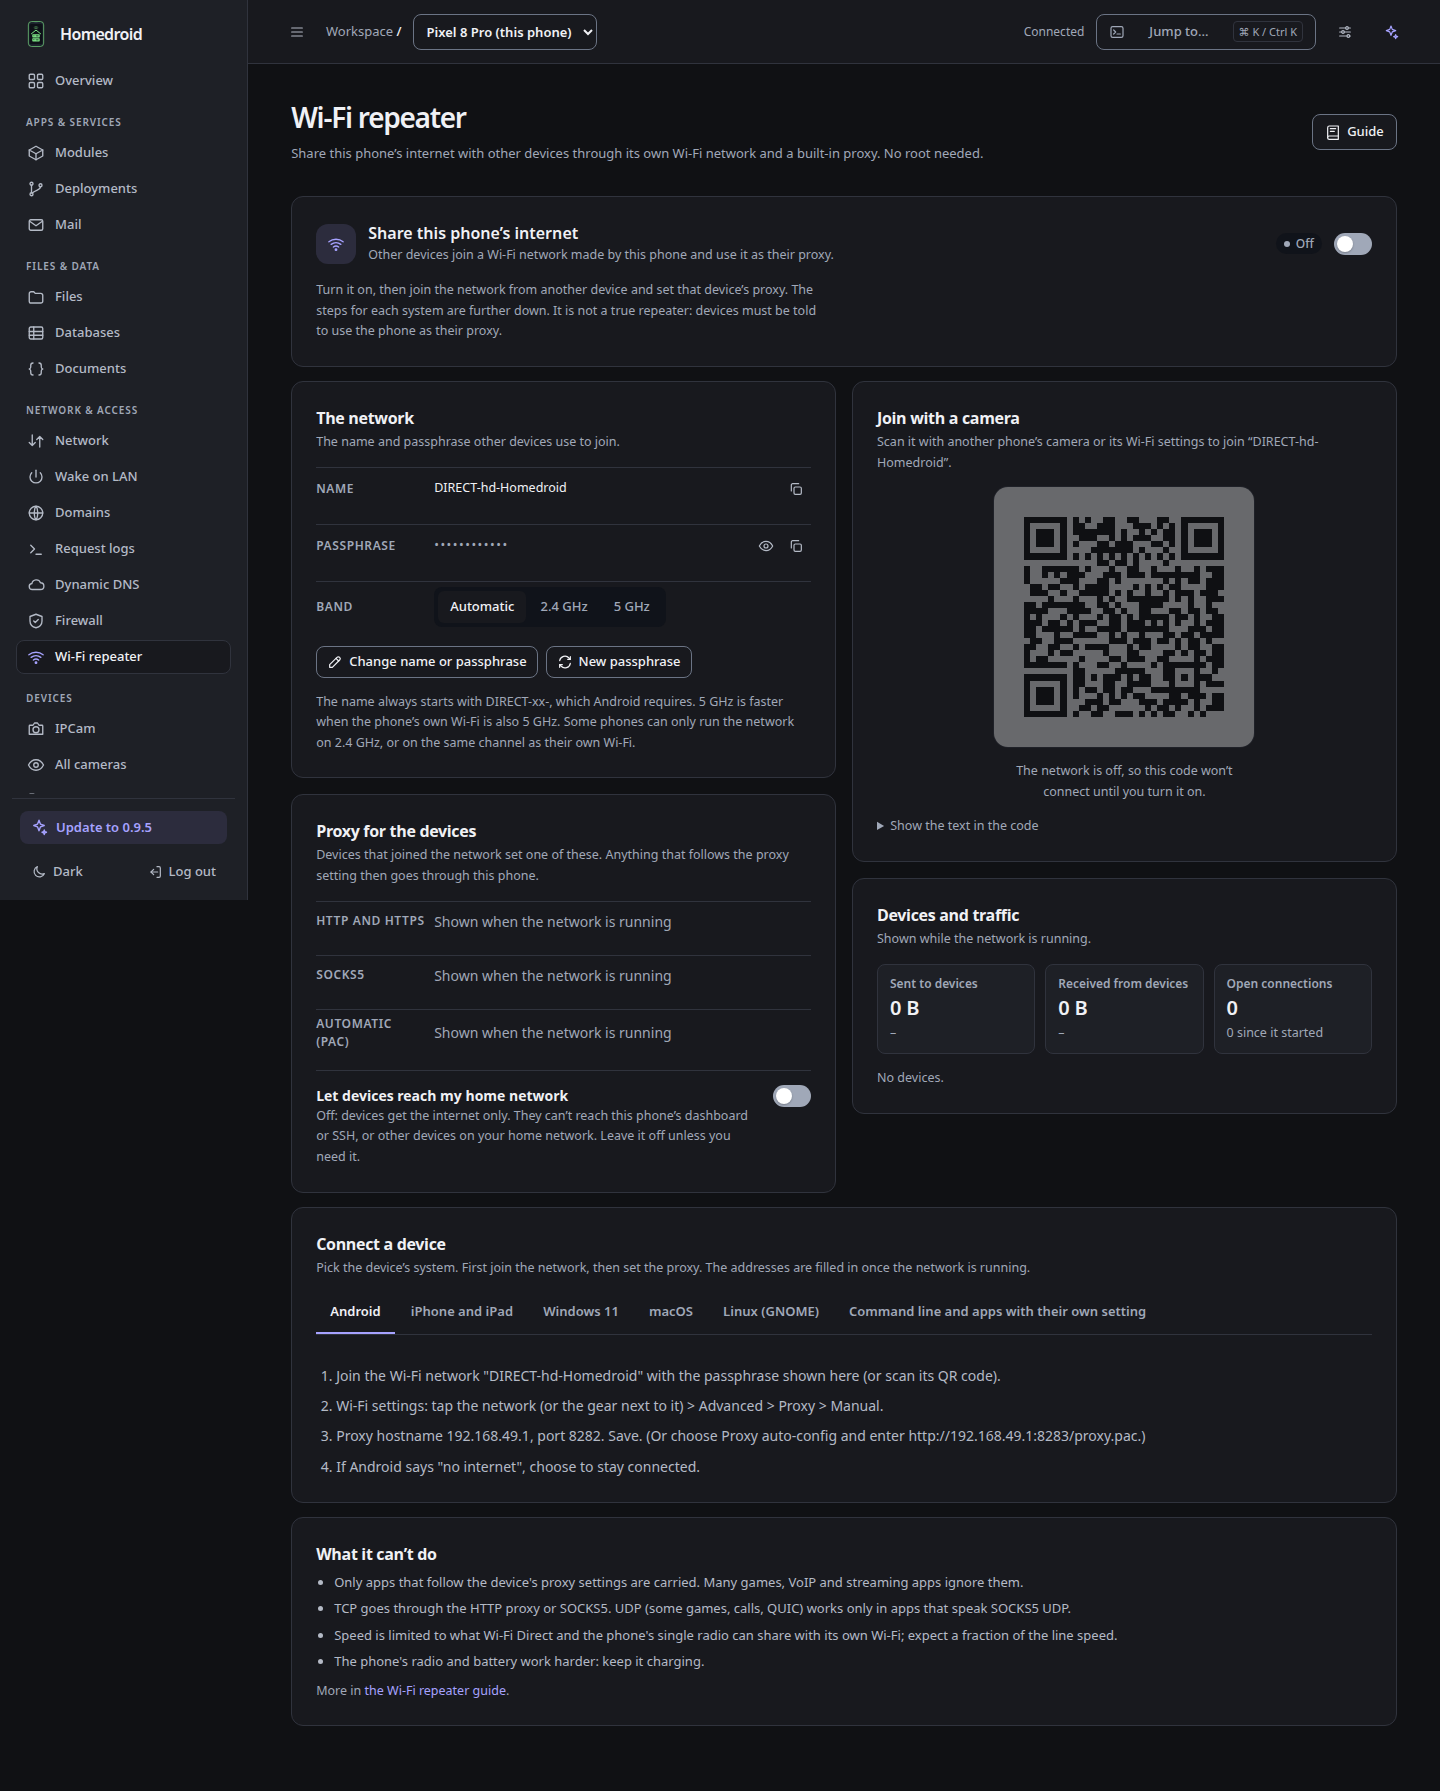 Homedroid
Overview
APPS & SERVICES
Modules
Deployments
Mail
FILES & DATA
Files
Databases
Documents
NETWORK & ACCESS
Network
Wake on LAN
Domains
Request logs
Dynamic DNS
Firewall
Wi-Fi repeater
DEVICES
IPCam
All cameras
Update to 0.9.5
Dark
Log out
Workspace /
Pixel 8 Pro (this phone)
Connected
Jump to...
⌘ K / Ctrl K
Wi-Fi repeater
Share this phone’s internet with other devices through its own Wi-Fi network and a built-in proxy. No root needed.
Guide
Share this phone’s internet
Other devices join a Wi-Fi network made by this phone and use it as their proxy.
Off
Turn it on, then join the network from another device and set that device’s proxy. The
steps for each system are further down. It is not a true repeater: devices must be told
to use the phone as their proxy.
The network
The name and passphrase other devices use to join.
NAME
DIRECT-hd-Homedroid
PASSPHRASE
••••••••••••
BAND
Automatic
2.4 GHz
5 GHz
Change name or passphrase
New passphrase
The name always starts with DIRECT-xx-, which Android requires. 5 GHz is faster
when the phone’s own Wi-Fi is also 5 GHz. Some phones can only run the network
on 2.4 GHz, or on the same channel as their own Wi-Fi.
Join with a camera
Scan it with another phone’s camera or its Wi-Fi settings to join “DIRECT-hd-
Homedroid”.
The network is off, so this code won’t
connect until you turn it on.
Show the text in the code
Proxy for the devices
Devices that joined the network set one of these. Anything that follows the proxy
setting then goes through this phone.
HTTP AND HTTPS
Shown when the network is running
SOCKS5
Shown when the network is running
AUTOMATIC
(PAC)
Shown when the network is running
Let devices reach my home network
Off: devices get the internet only. They can’t reach this phone’s dashboard
or SSH, or other devices on your home network. Leave it off unless you
need it.
Devices and traffic
Shown while the network is running.
Sent to devices
0 B
–
Received from devices
0 B
–
Open connections
0
0 since it started
No devices.
Connect a device
Pick the device’s system. First join the network, then set the proxy. The addresses are filled in once the network is running.
Android
iPhone and iPad
Windows 11
macOS
Linux (GNOME)
Command line and apps with their own setting
1. Join the Wi-Fi network "DIRECT-hd-Homedroid" with the passphrase shown here (or scan its QR code).
2. Wi-Fi settings: tap the network (or the gear next to it) > Advanced > Proxy > Manual.
3. Proxy hostname 192.168.49.1, port 8282. Save. (Or choose Proxy auto-config and enter http://192.168.49.1:8283/proxy.pac.)
4. If Android says "no internet", choose to stay connected.
What it can’t do
• Only apps that follow the device's proxy settings are carried. Many games, VoIP and streaming apps ignore them.
• TCP goes through the HTTP proxy or SOCKS5. UDP (some games, calls, QUIC) works only in apps that speak SOCKS5 UDP.
• Speed is limited to what Wi-Fi Direct and the phone's single radio can share with its own Wi-Fi; expect a fraction of the line speed.
• The phone's radio and battery work harder: keep it charging.
More in the Wi-Fi repeater guide.